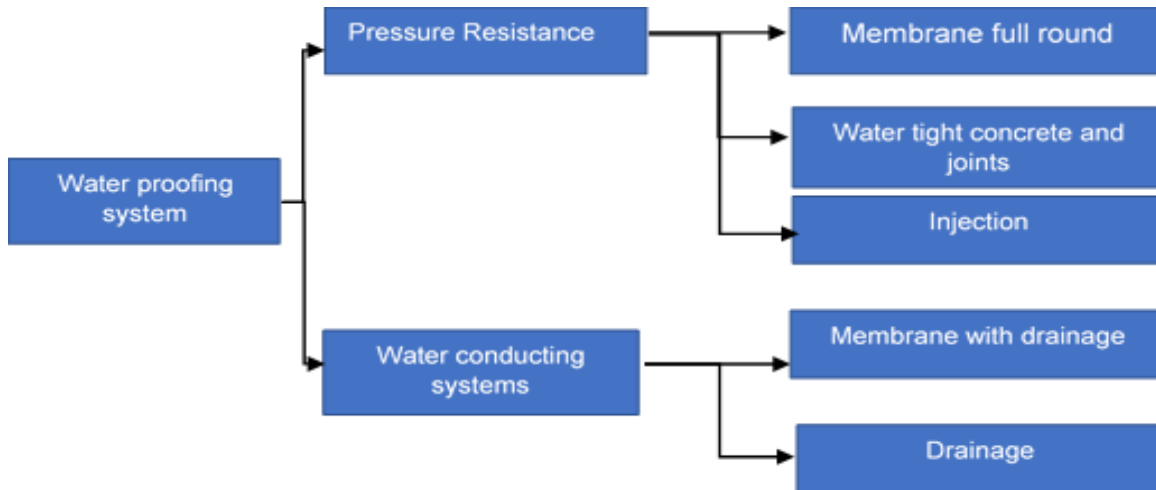 Pressure Resistance
Membrane full round
Water tight concrete and
joints
Water proofing
system
Injection
Water conducting
systems
Membrane with drainage
Drainage